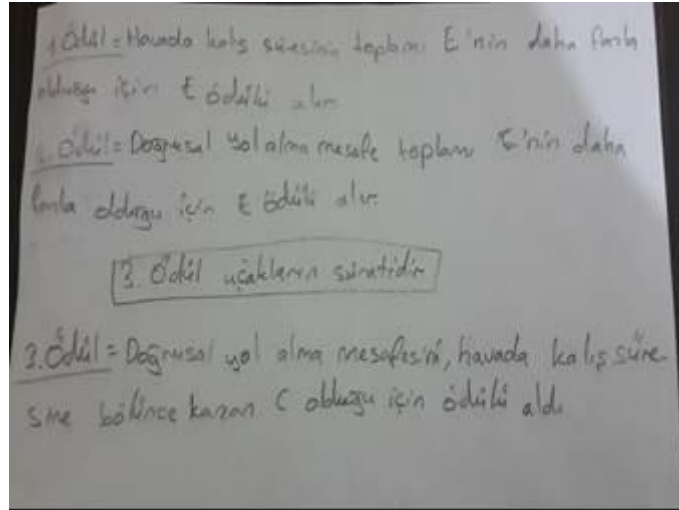 1. Ödül = Havada kalış süresinin toplamı E'nin daha fazla
olduğu için E ödülü alır
2. Ödül = Doğrusal yol alma mesafe toplamı E'nin daha
fazla olduğu için E ödülü alır
3. Ödül uçakların süratidir
3. Ödül = Doğrusal yol alma mesafesini, havada kalış süre-
sine bölünce kazan C olduğu için ödülü aldı